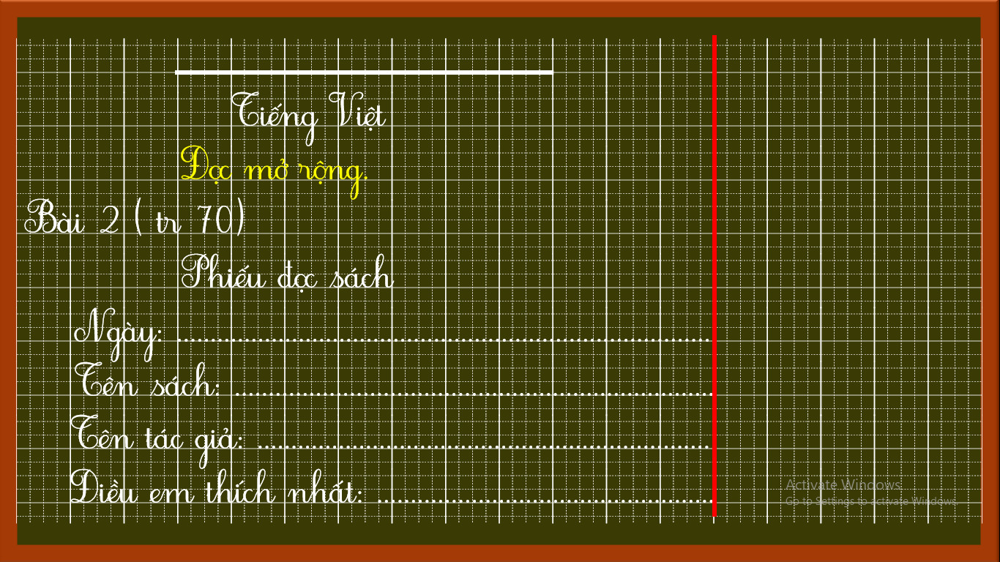 Tiếng Việt
Đọc mở rộng.
Bài 2 ( tr 70)
Phiếu đọc sách
Ngày: ........................................................................
Tên sách: .................................................................
Tên tác giả: .............................................................
Điều em thích nhất: .............................................
Activate Windows
Go to Settings to activate Windows.